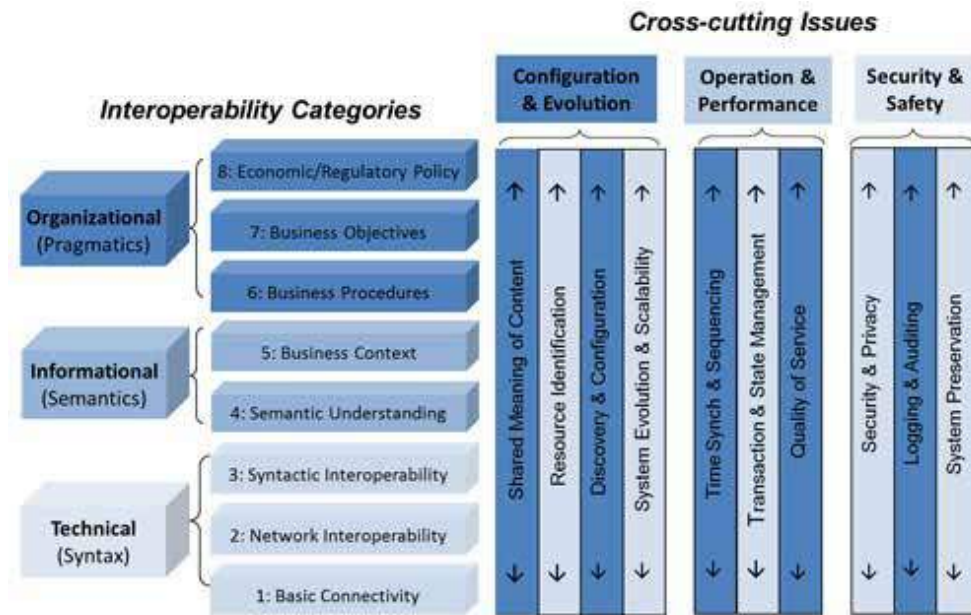 Cross-cutting Issues
Configuration
& Evolution
Operation &
Performance
Security &
Safety
Interoperability Categories
Organizational
(Pragmatics)
8: Economic/Regulatory Policy
7: Business Objectives
6: Business Procedures
Informational
(Semantics)
5: Business Context
4: Semantic Understanding
Technical
(Syntax)
3: Syntactic Interoperability
2: Network Interoperability
1: Basic Connectivity
Shared Meaning of Content
Resource Identification
Discovery & Configuration
System Evolution & Scalability
Time Synch & Sequencing
Transaction & State Management
Quality of Service
Security & Privacy
Logging & Auditing
System Preservation